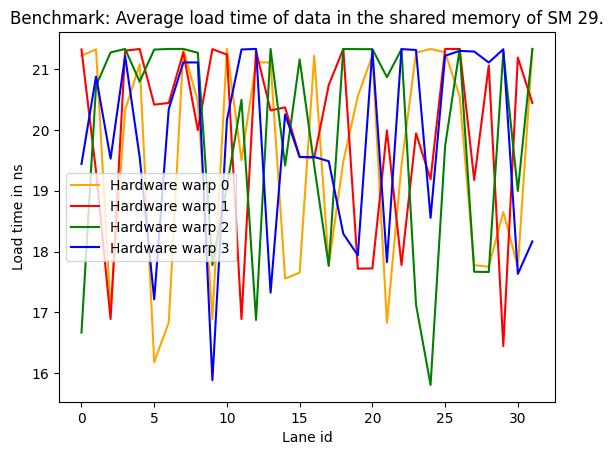 Benchmark: Average load time of data in the shared memory of SM 29.
Load time in ns
21
20
19
18
17
16
Hardware warp 0
Hardware warp 1
Hardware warp 2
Hardware warp 3
0 5 10 15 20 25 30
Lane id